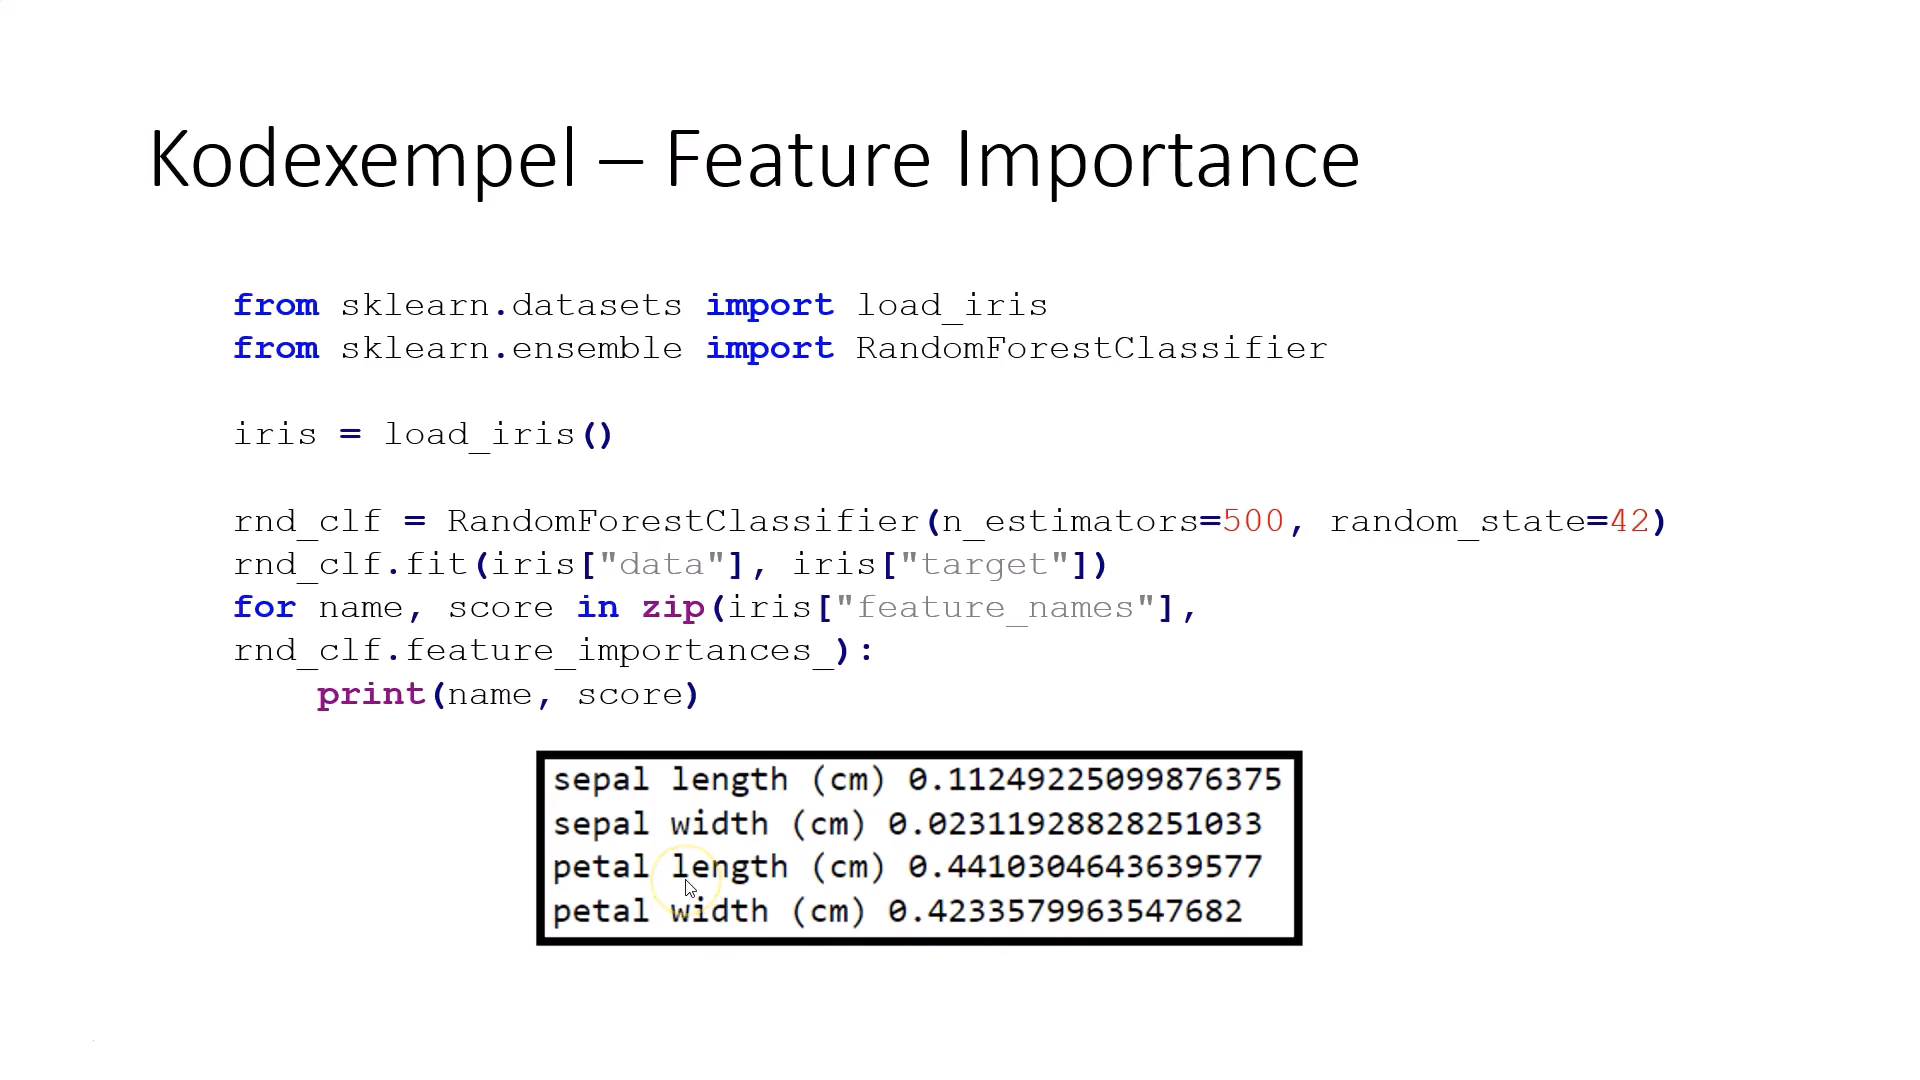 Kodexempel – Feature Importance
from sklearn.datasets import load_iris
from sklearn.ensemble import RandomForestClassifier
iris = load_iris()
rnd_clf = RandomForestClassifier(n_estimators=500, random_state=42)
rnd_clf.fit(iris["data"], iris["target"])
for name, score in zip(iris["feature_names"],
rnd_clf.feature_importances_):
    print(name, score)
sepal length (cm) 0.11249225099876375
sepal width (cm) 0.02311928828251033
petal length (cm) 0.4410304643639577
petal width (cm) 0.4233579963547682